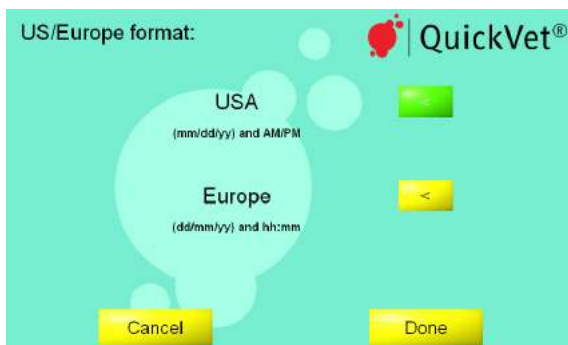 US/Europe format:
QuickVet®
USA
<
(mm/dd/yy) and AM/PM
Europe
<
(dd/mm/yy) and hh:mm
Cancel
Done